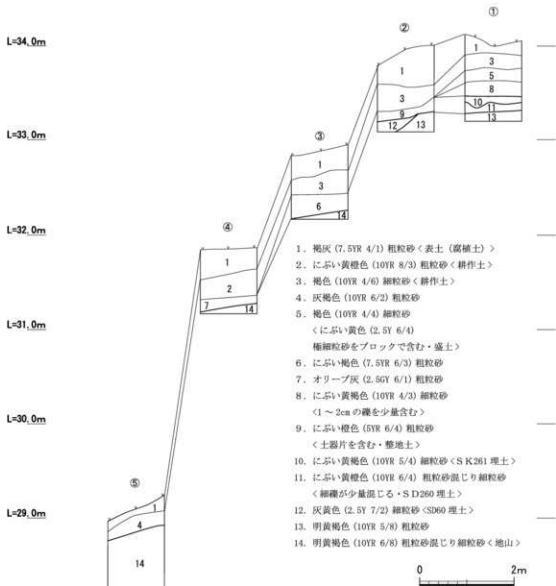 ①
②
L=34,0m
1
1
3
5
8
3
10
11
9
13
12
13
L=33,0m
③
1
3
6
14
L=32,0m
④
1
2
7
14
L=31,0m
L=30,0m
⑤
L=29,0m
1
4
14
1. 褐灰 (7.5YR 4/1) 粗粒砂<表土（腐植土）>
2. にぶい黄橙色 (10YR 8/3) 粗粒砂<耕作土>
3. 褐色 (10YR 4/6) 細粒砂<耕作土>
4. 灰褐色 (10YR 6/2) 粗粒砂
5. 褐色 (10YR 4/4) 細粒砂
<にぶい黄色 (2.5Y 6/4)
極細粒砂をブロックで含む・盛土>
6. にぶい褐色 (7.5YR 6/3) 粗粒砂
7. オリーブ灰 (2.5GY 6/1) 粗粒砂
8. にぶい黄褐色 (10YR 4/3) 細粒砂
<1～2cmの礫を少量含む>
9. にぶい橙色 (5YR 6/4) 粗粒砂
<土器片を含む・整地土>
10. にぶい黄褐色 (10YR 5/4) 細粒砂<ＳＫ261 埋土>
11. にぶい黄橙色 (10YR 6/4) 粗粒砂混じり細粒砂
<細礫が少量混じる・ＳＤ260 埋土>
12. 灰黄色 (2.5Y 7/2) 細粒砂<SD60 埋土>
13. 明黄褐色 (10YR 5/8) 粗粒砂
14. 明黄褐色 (10YR 6/8) 粗粒砂混じり細粒砂<地山>
0
2m